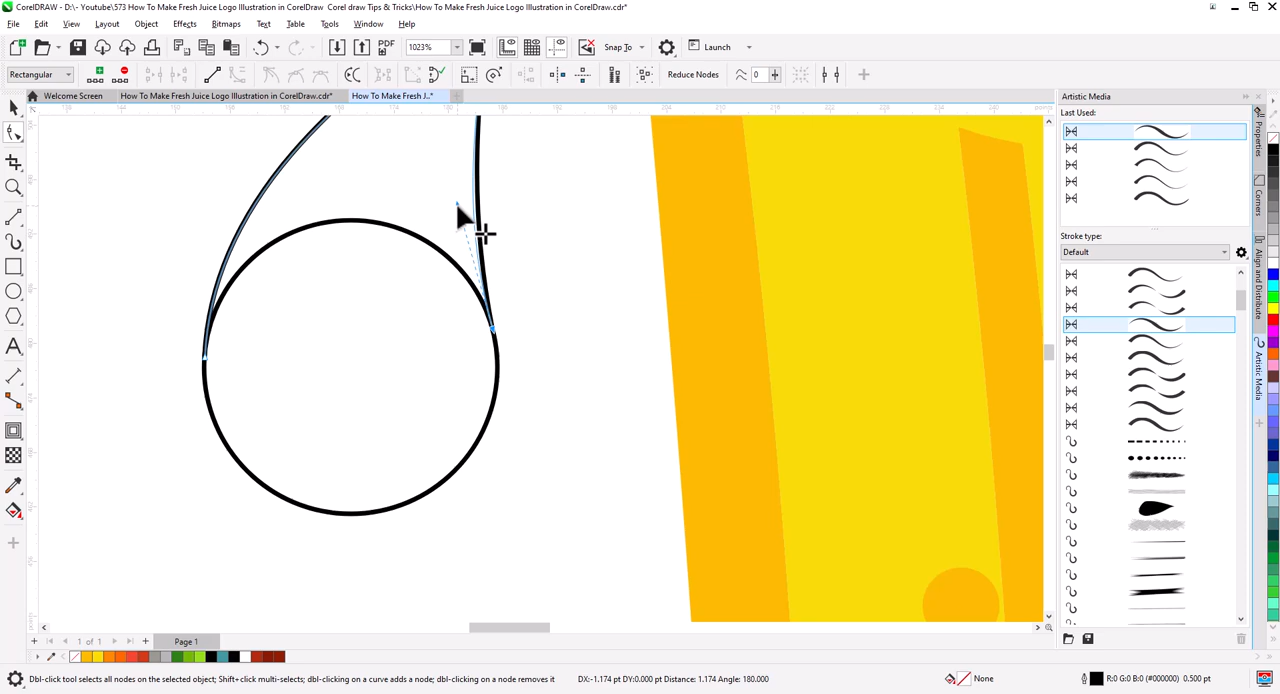 CorelDRAW - D:\- Youtube\573 How To Make Fresh Juice Logo Illustration in CorelDraw  Corel draw Tips & Tricks\How To Make Fresh Juice Logo Illustration in CorelDraw.cdr*
File Edit View Layout Object Effects Bitmaps Text Table Tools Window Help
PDF 1023% Snap To Launch
Rectangular Reduce Nodes 0
Welcome Screen How To Make Fresh Juice Logo Illustration in CorelDraw.cdr* How To Make Fresh J..*
Artistic Media
Last Used:
Stroke type:
Default
Properties
Corners
Align and Distribute
Artistic Media
1 of 1 Page 1
Dbl-click tool selects all nodes on the selected object; Shift+click multi-selects; dbl-clicking on a curve adds a node; dbl-clicking on a node removes it
DX:-1.174 pt DY:0.000 pt Distance: 1.174 Angle: 180.000
None
R:0 G:0 B:0 (#000000) 0.500 pt